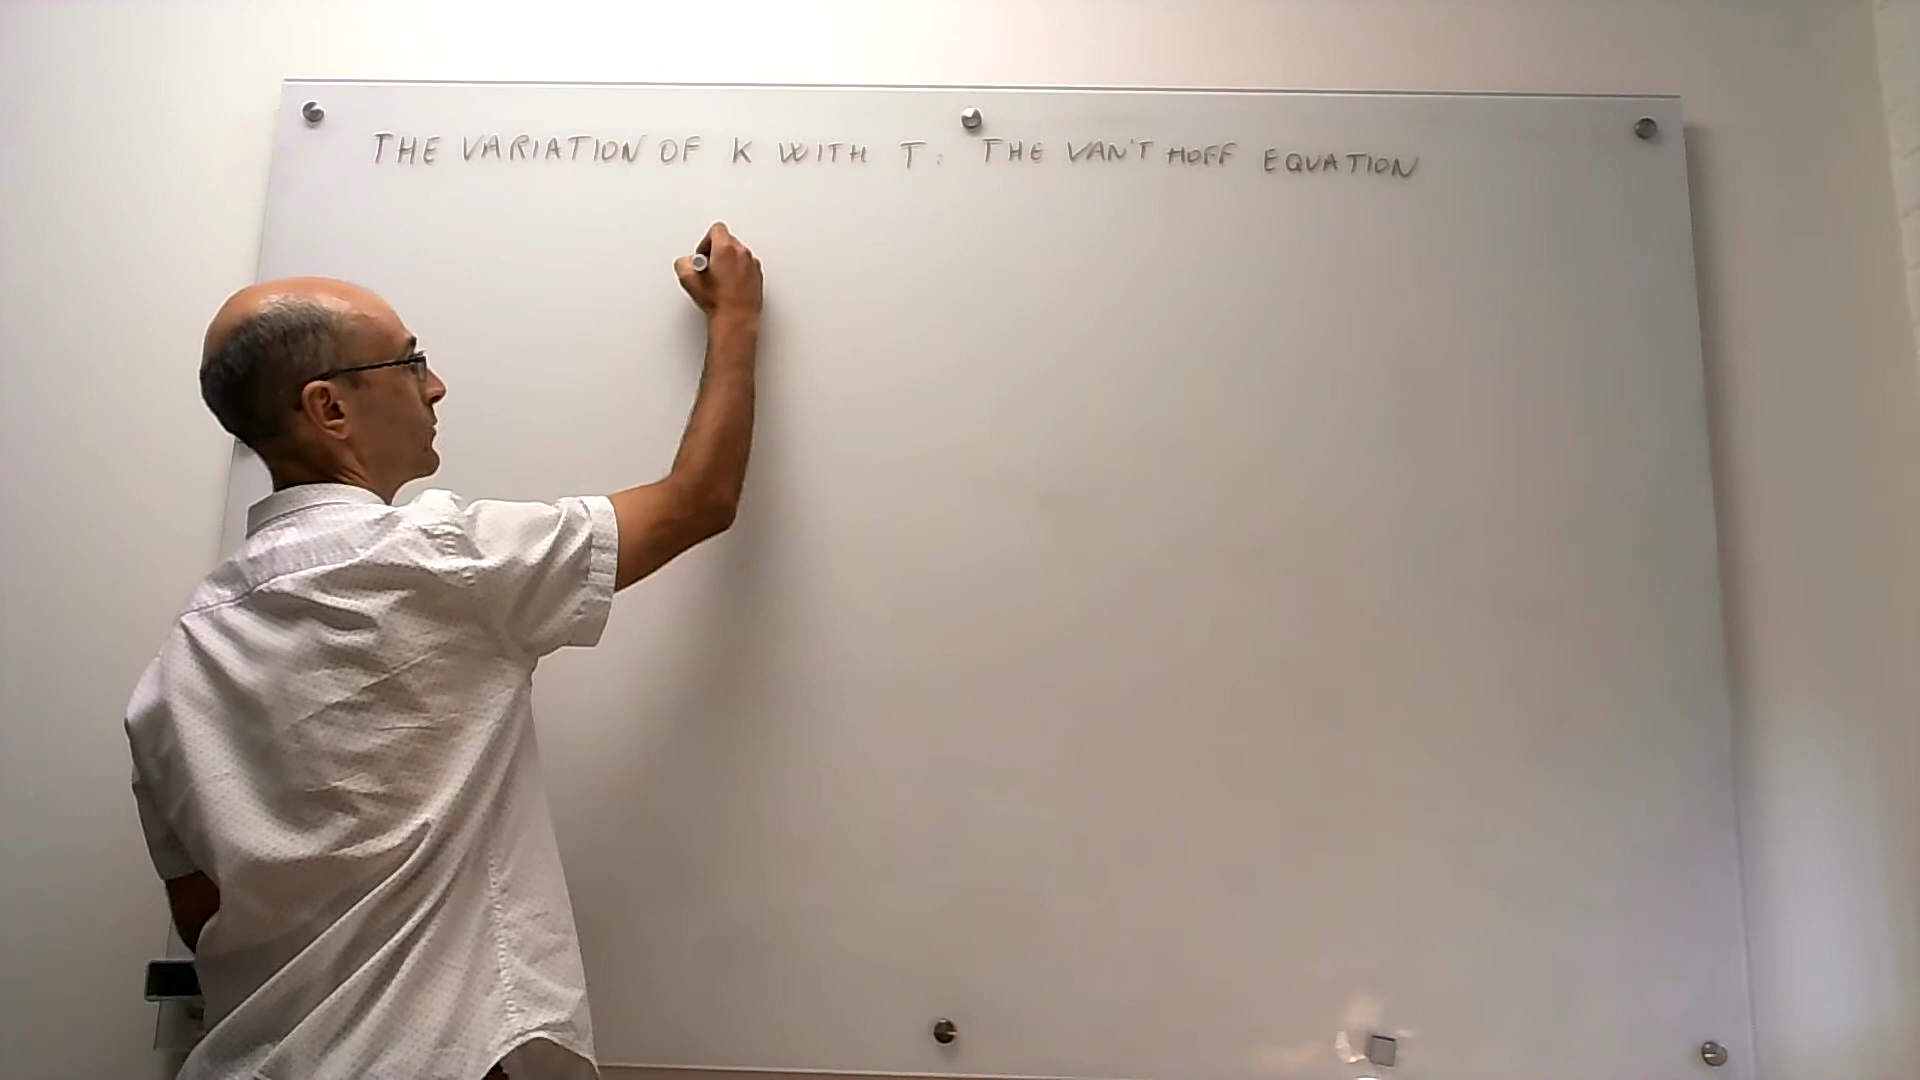 THE VARIATION OF K WITH T: THE VAN'T HOFF EQUATION